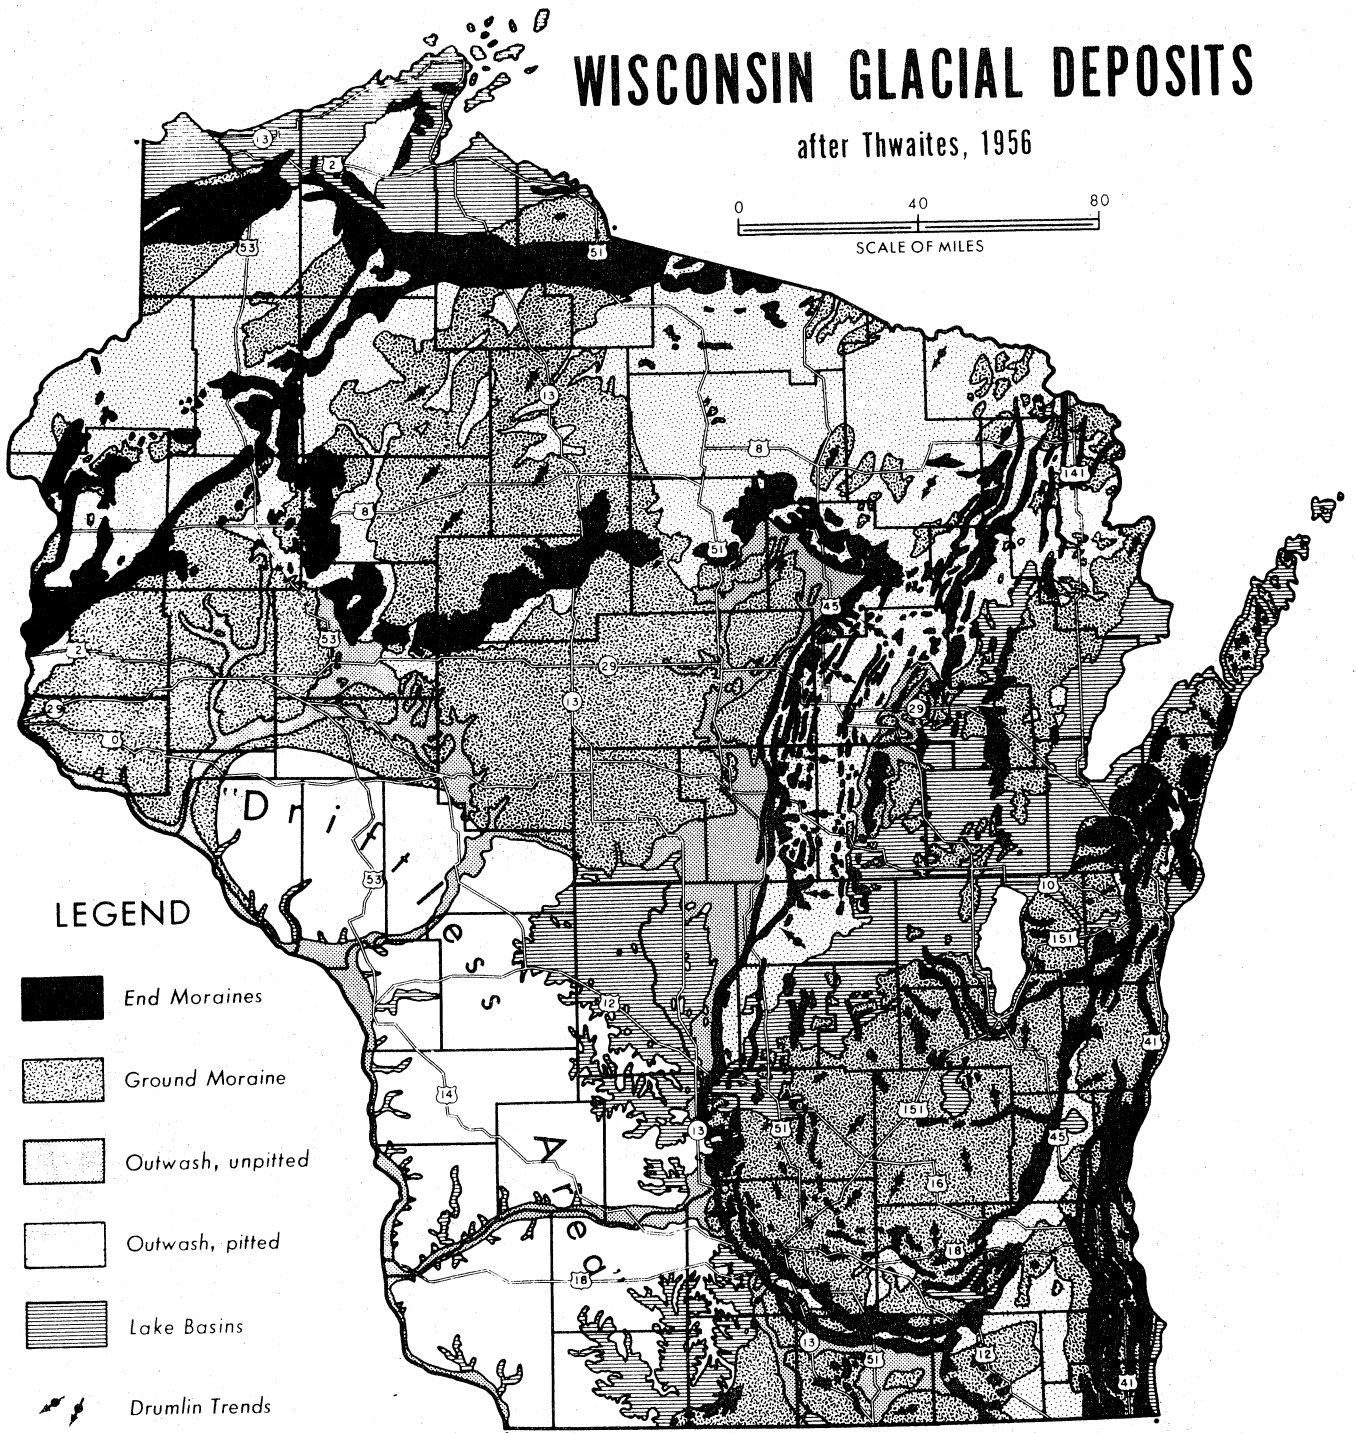 WISCONSIN GLACIAL DEPOSITS
after Thwaites, 1956
0 40 80
SCALE OF MILES
13
2
53
51
13
8
141
8
51
45
53
2
29
13
29
29
10
"Driftless Area"
53
10
151
12
41
14
151
13
51
45
16
18
18
13
51
12
41
LEGEND
End Moraines
Ground Moraine
Outwash, unpitted
Outwash, pitted
Lake Basins
Drumlin Trends